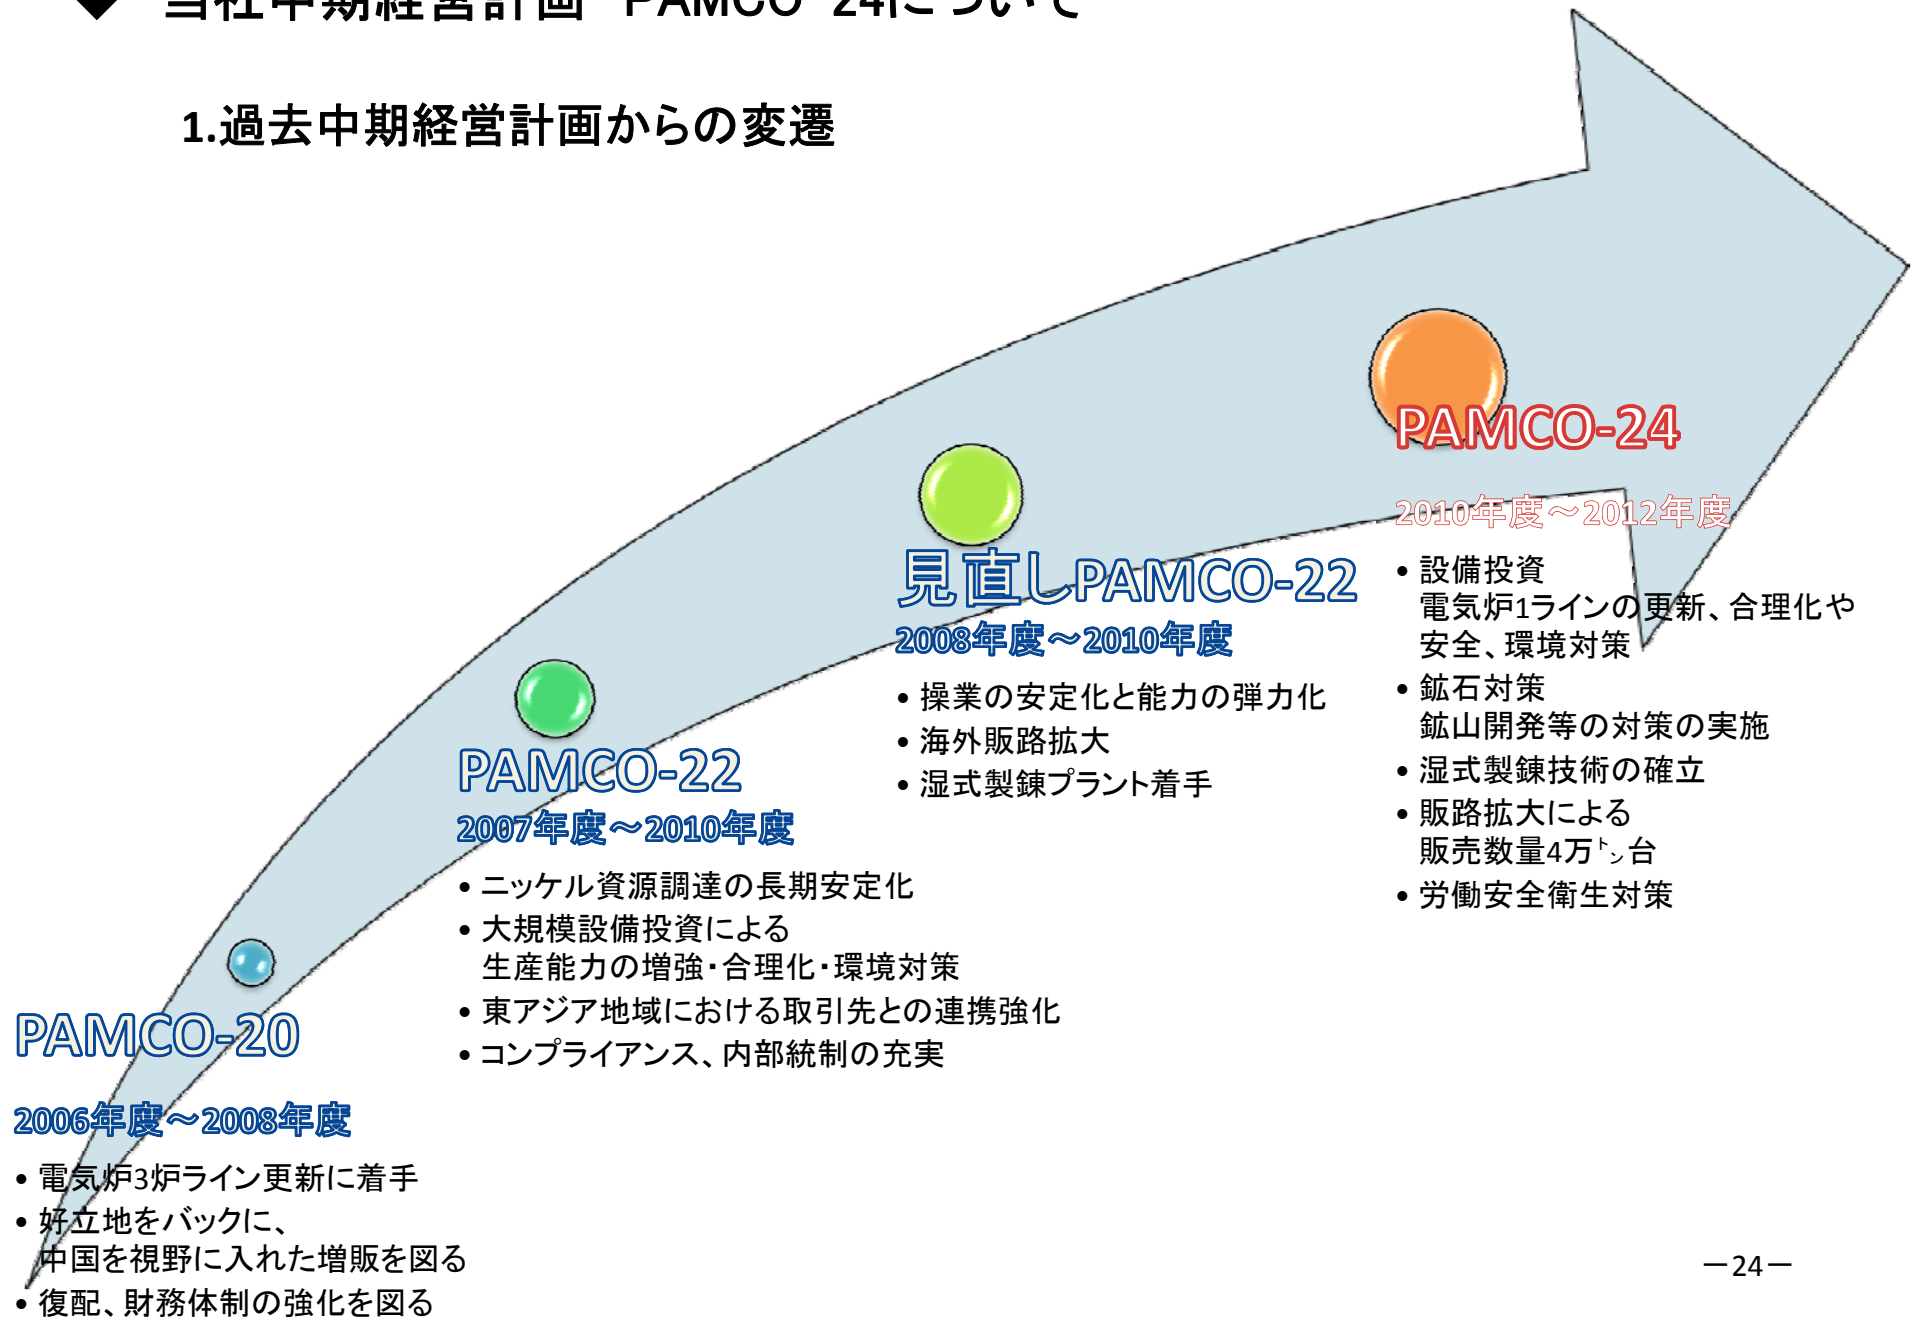 ◆ 当社中期経営計画 PAMCO-24について
1.過去中期経営計画からの変遷
PAMCO-20
2006年度～2008年度
• 電気炉3炉ライン更新に着手
• 好立地をバックに、
中国を視野に入れた増販を図る
• 復配、財務体制の強化を図る
PAMCO-22
2007年度～2010年度
• ニッケル資源調達の長期安定化
• 大規模設備投資による
生産能力の増強・合理化・環境対策
• 東アジア地域における取引先との連携強化
• コンプライアンス、内部統制の充実
見直しPAMCO-22
2008年度～2010年度
• 操業の安定化と能力の弾力化
• 海外販路拡大
• 湿式製錬プラント着手
PAMCO-24
2010年度～2012年度
• 設備投資
電気炉1ラインの更新、合理化や
安全、環境対策
• 鉱石対策
鉱山開発等の対策の実施
• 湿式製錬技術の確立
• 販路拡大による
販売数量4万㌧台
• 労働安全衛生対策
－24－